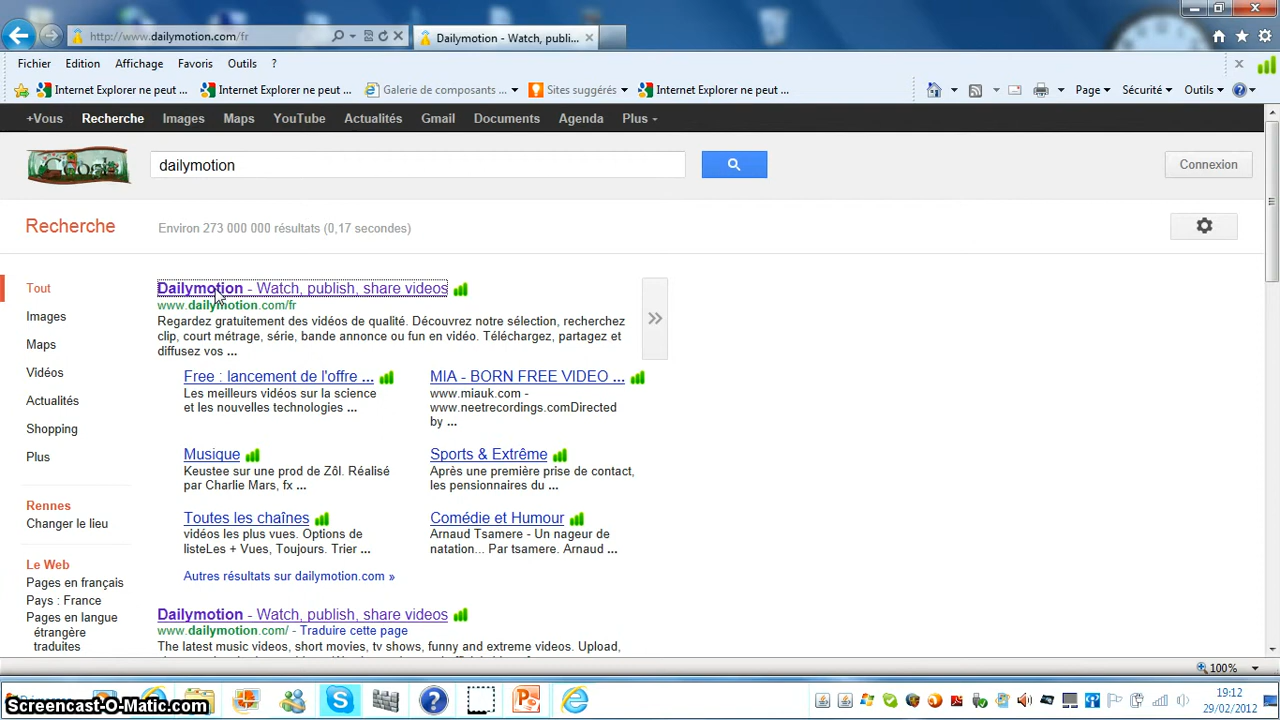 http://www.dailymotion.com/fr
Dailymotion - Watch, publi...
Fichier Edition Affichage Favoris Outils ?
Internet Explorer ne peut ... Internet Explorer ne peut ... Galerie de composants ... Sites suggérés Internet Explorer ne peut ... Page Sécurité Outils
+Vous Recherche Images Maps YouTube Actualités Gmail Documents Agenda Plus
Google dailymotion Connexion
Recherche Environ 273 000 000 résultats (0,17 secondes)
Tout
Images
Maps
Vidéos
Actualités
Shopping
Plus
Rennes
Changer le lieu
Le Web
Pages en français
Pays : France
Pages en langue
étrangère
traduites
Dailymotion - Watch, publish, share videos
www.dailymotion.com/fr
Regardez gratuitement des vidéos de qualité. Découvrez notre sélection, recherchez
clip, court métrage, série, bande annonce ou fun en vidéo. Téléchargez, partagez et
diffusez vos ...
Free : lancement de l'offre ...
Les meilleurs vidéos sur la science
et les nouvelles technologies ...
MIA - BORN FREE VIDEO ...
www.miauk.com -
www.neetrecordings.comDirected
by ...
Musique
Keustee sur une prod de Zôl. Réalisé
par Charlie Mars, fx ...
Sports & Extrême
Après une première prise de contact,
les pensionnaires du ...
Toutes les chaînes
vidéos les plus vues. Options de
listeLes + Vues, Toujours. Trier ...
Comédie et Humour
Arnaud Tsamere - Un nageur de
natation... Par tsamere. Arnaud ...
Autres résultats sur dailymotion.com »
Dailymotion - Watch, publish, share videos
www.dailymotion.com/ - Traduire cette page
The latest music videos, short movies, tv shows, funny and extreme videos. Upload,
100%
Screencast-O-Matic.com
19:12
29/02/2012